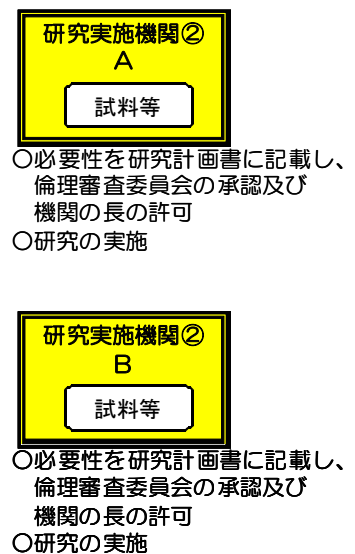 研究実施機関②
A
試料等
〇必要性を研究計画書に記載し、
倫理審査委員会の承認及び
機関の長の許可
〇研究の実施
研究実施機関②
B
試料等
〇必要性を研究計画書に記載し、
倫理審査委員会の承認及び
機関の長の許可
〇研究の実施